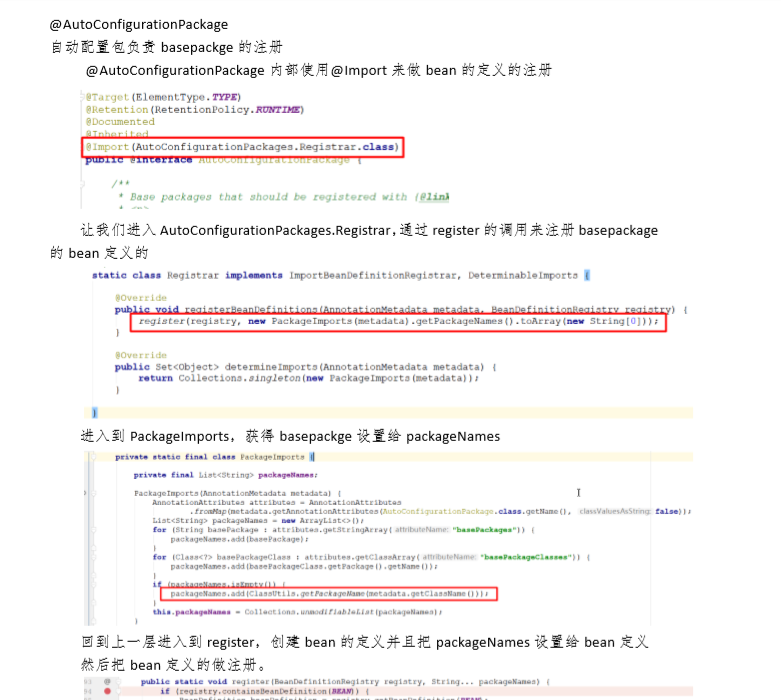 @AutoConfigurationPackage
自动配置包负责 basepackge 的注册
@AutoConfigurationPackage 内部使用@Import 来做 bean 的定义的注册
@Target(ElementType.TYPE)
@Retention(RetentionPolicy.RUNTIME)
@Documented
@Inherited
@Import(AutoConfigurationPackages.Registrar.class)
public @interface AutoConfigurationPackage {
/**
* Base packages that should be registered with {@link
* <p>
让我们进入 AutoConfigurationPackages.Registrar，通过 register 的调用来注册 basepackage
的 bean 定义的
static class Registrar implements ImportBeanDefinitionRegistrar, DeterminableImports {
@Override
public void registerBeanDefinitions(AnnotationMetadata metadata, BeanDefinitionRegistry registry) {
register(registry, new PackageImports(metadata).getPackageNames().toArray(new String[0]));
}
@Override
public Set<Object> determineImports(AnnotationMetadata metadata) {
return Collections.singleton(new PackageImports(metadata));
}
}
进入到 PackageImports，获得 basepackge 设置给 packageNames
private static final class PackageImports {
private final List<String> packageNames;
PackageImports(AnnotationMetadata metadata) {
AnnotationAttributes attributes = AnnotationAttributes
.fromMap(metadata.getAnnotationAttributes(AutoConfigurationPackage.class.getName(), classValuesAsString: false));
List<String> packageNames = new ArrayList<>();
for (String basePackage : attributes.getStringArray( attributeName: "basePackages")) {
packageNames.add(basePackage);
}
for (Class<?> basePackageClass : attributes.getClassArray( attributeName: "basePackageClasses")) {
packageNames.add(basePackageClass.getPackage().getName());
}
if (packageNames.isEmpty()) {
packageNames.add(ClassUtils.getPackageName(metadata.getClassName()));
}
this.packageNames = Collections.unmodifiableList(packageNames);
}
回到上一层进入到 register，创建 bean 的定义并且把 packageNames 设置给 bean 定义
然后把 bean 定义的做注册。
93 @ public static void register(BeanDefinitionRegistry registry, String... packageNames) {
94 if (registry.containsBeanDefinition(BEAN)) {